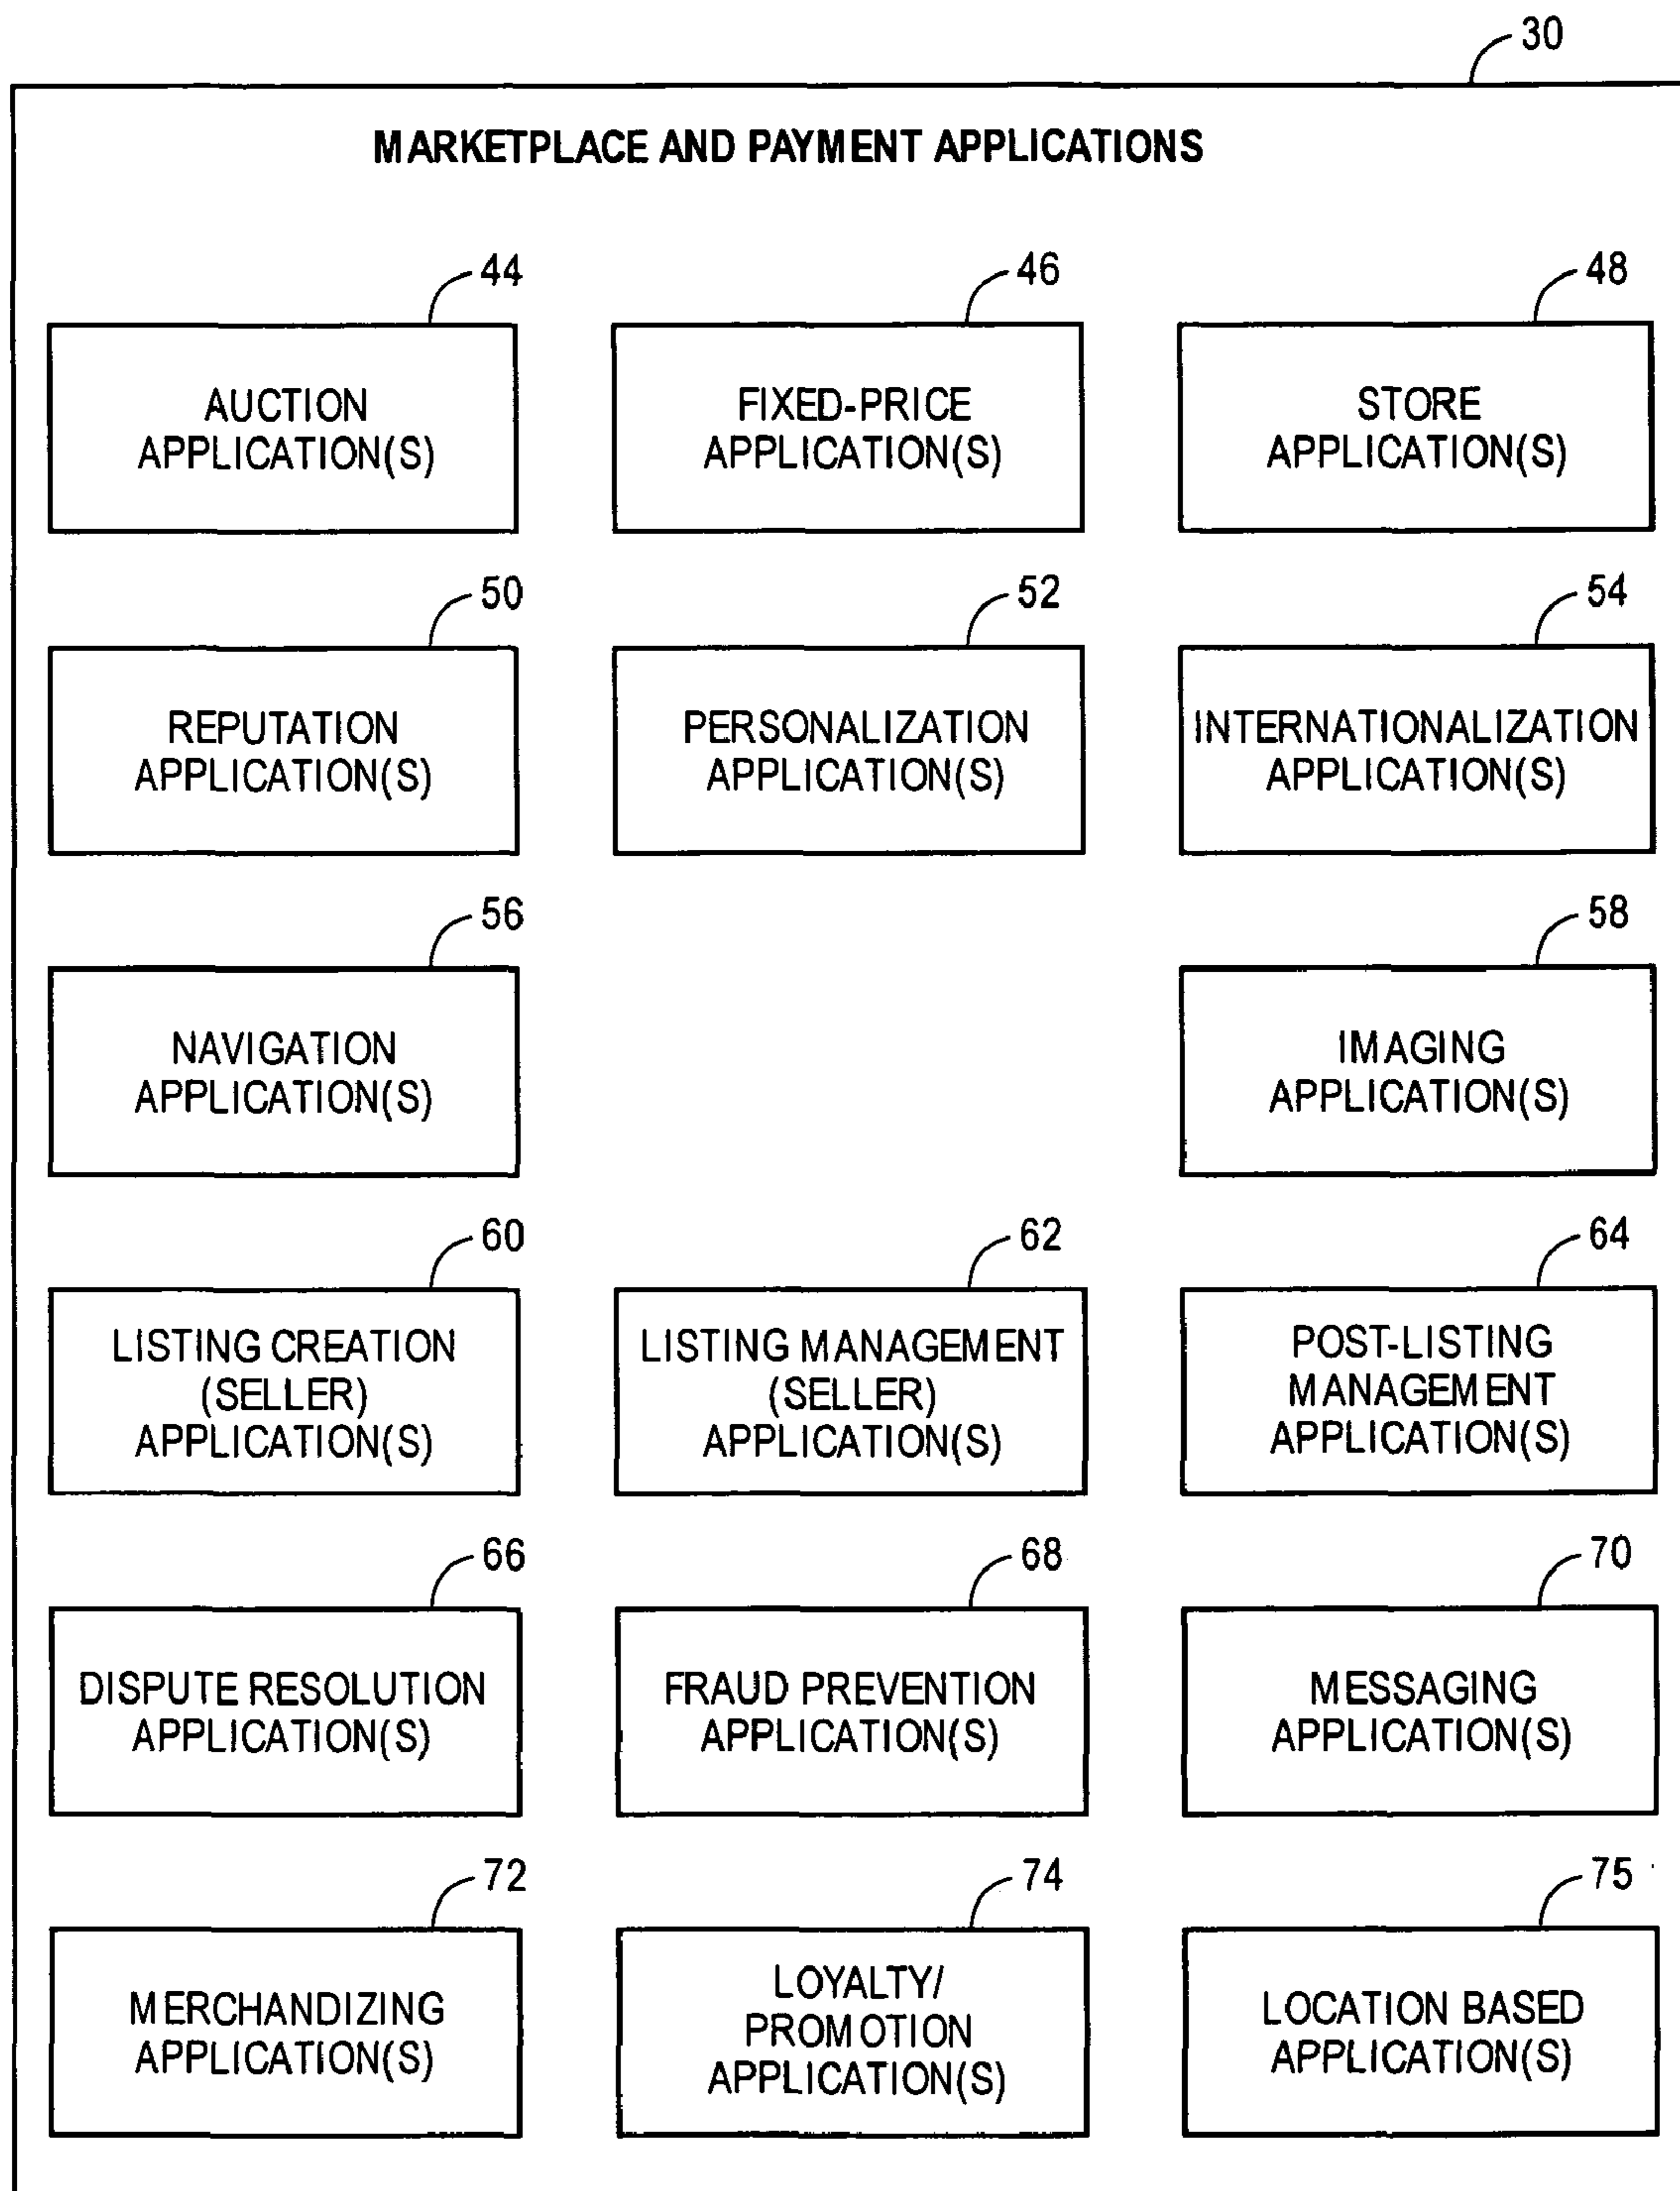 30
MARKETPLACE AND PAYMENT APPLICATIONS
44
46
48
AUCTION
APPLICATION(S)
FIXED-PRICE
APPLICATION(S)
STORE
APPLICATION(S)
50
52
54
REPUTATION
APPLICATION(S)
PERSONALIZATION
APPLICATION(S)
INTERNATIONALIZATION
APPLICATION(S)
56
58
NAVIGATION
APPLICATION(S)
IMAGING
APPLICATION(S)
60
62
64
LISTING CREATION
(SELLER)
APPLICATION(S)
LISTING MANAGEMENT
(SELLER)
APPLICATION(S)
POST-LISTING
MANAGEMENT
APPLICATION(S)
66
68
70
DISPUTE RESOLUTION
APPLICATION(S)
FRAUD PREVENTION
APPLICATION(S)
MESSAGING
APPLICATION(S)
72
74
75
MERCHANDIZING
APPLICATION(S)
LOYALTY/
PROMOTION
APPLICATION(S)
LOCATION BASED
APPLICATION(S)